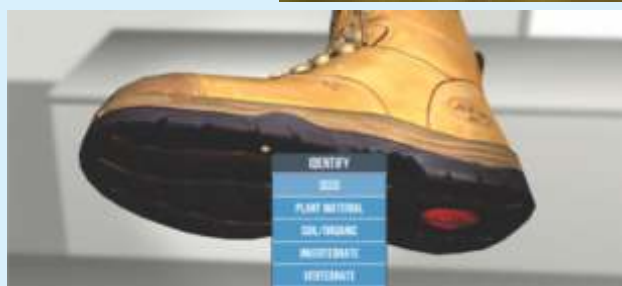 IDENTIFY
SEED
PLANT MATERIAL
SOIL/ORGANIC
INVERTEBRATE
VERTEBRATE